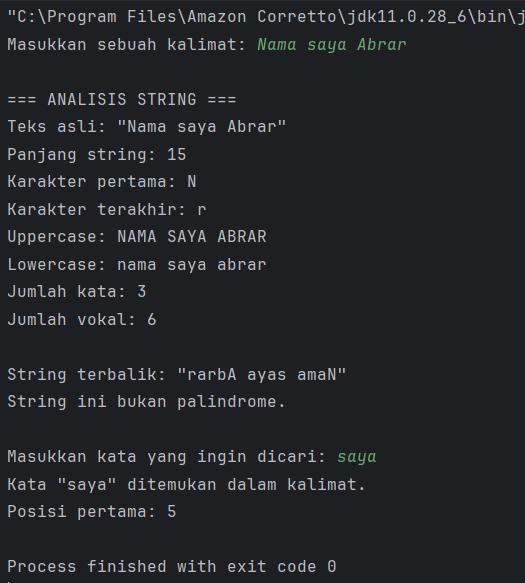 "C:\Program Files\Amazon Corretto\jdk11.0.28_6\bin\j
Masukkan sebuah kalimat: Nama saya Abrar
=== ANALISIS STRING ===
Teks asli: "Nama saya Abrar"
Panjang string: 15
Karakter pertama: N
Karakter terakhir: r
Uppercase: NAMA SAYA ABRAR
Lowercase: nama saya abrar
Jumlah kata: 3
Jumlah vokal: 6
String terbalik: "rarbA ayas amaN"
String ini bukan palindrome.
Masukkan kata yang ingin dicari: saya
Kata "saya" ditemukan dalam kalimat.
Posisi pertama: 5
Process finished with exit code 0